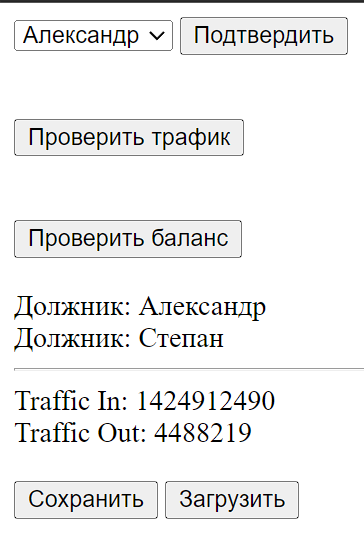 Александр Подтвердить
Проверить трафик
Проверить баланс
Должник: Александр
Должник: Степан
Traffic In: 1424912490
Traffic Out: 4488219
Сохранить Загрузить